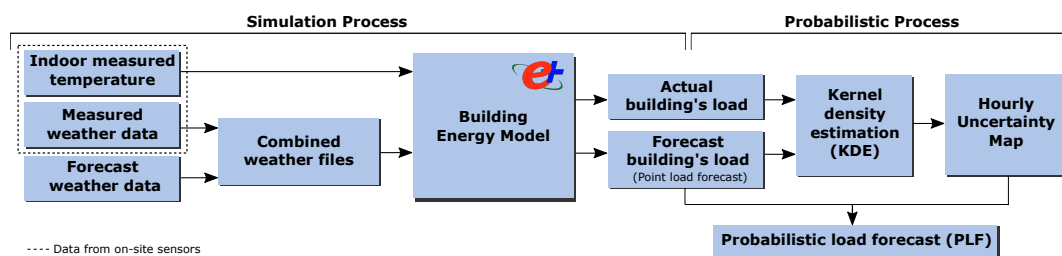 Simulation Process
Probabilistic Process
Indoor measured
temperature
Measured
weather data
Forecast
weather data
Combined
weather files
e+
Building
Energy Model
Actual
building's load
Forecast
building's load
(Point load forecast)
Kernel
density
estimation
(KDE)
Hourly
Uncertainty
Map
Probabilistic load forecast (PLF)
---- Data from on-site sensors